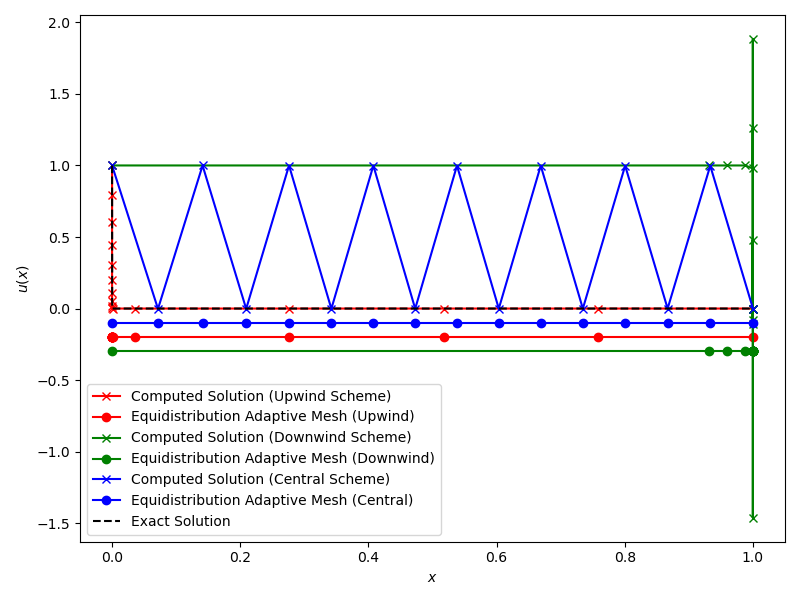 2.0
1.5
1.0
0.5
0.0
−0.5
−1.0
−1.5
u(x)
Computed Solution (Upwind Scheme)
Equidistribution Adaptive Mesh (Upwind)
Computed Solution (Downwind Scheme)
Equidistribution Adaptive Mesh (Downwind)
Computed Solution (Central Scheme)
Equidistribution Adaptive Mesh (Central)
Exact Solution
0.0 0.2 0.4 0.6 0.8 1.0
x